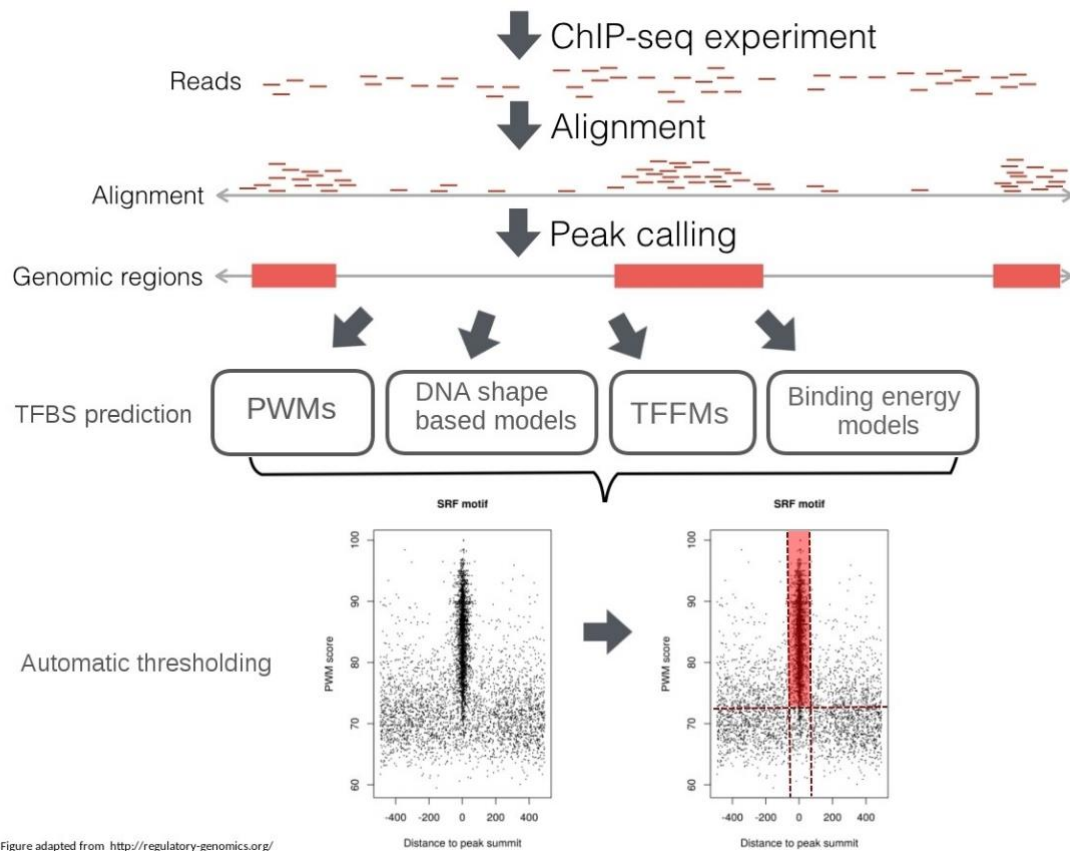 ChIP-seq experiment
Reads
Alignment
Alignment
Peak calling
Genomic regions
TFBS prediction
PWMs
DNA shape
based models
TFFMs
Binding energy
models
SRF motif
SRF motif
Automatic thresholding
PWM score
100
90
80
70
60
-400 -200 0 200 400
Distance to peak summit
PWM score
100
90
80
70
60
-400 -200 0 200 400
Distance to peak summit
Figure adapted from http://regulatory-genomics.org/